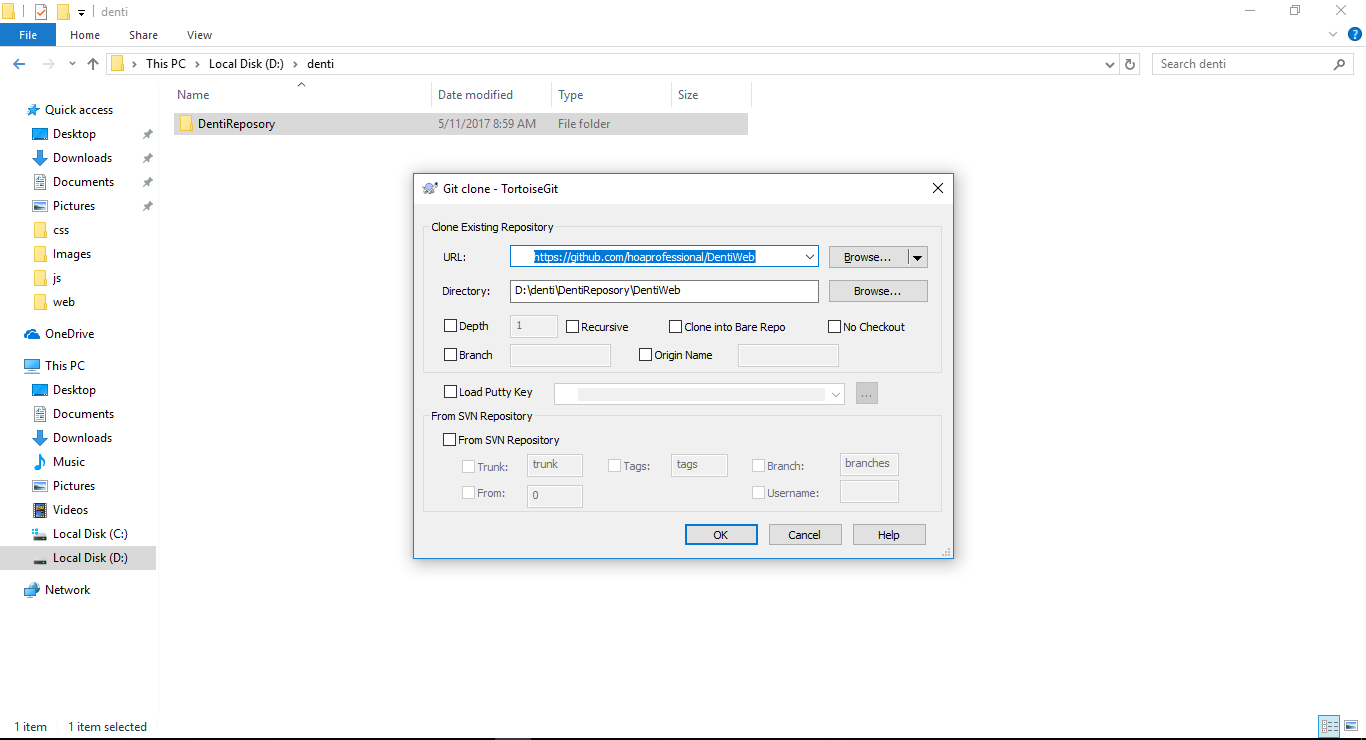 denti
File Home Share View
This PC Local Disk (D:) denti
Search denti
Name Date modified Type Size
DentiReposory 5/11/2017 8:59 AM File folder
Quick access
Desktop
Downloads
Documents
Pictures
css
Images
js
web
OneDrive
This PC
Desktop
Documents
Downloads
Music
Pictures
Videos
Local Disk (C:)
Local Disk (D:)
Network
Git clone - TortoiseGit
Clone Existing Repository
URL: https://github.com/hoaprofessional/DentiWeb Browse...
Directory: D:\denti\DentiReposory\DentiWeb Browse...
Depth 1 Recursive Clone into Bare Repo No Checkout
Branch Origin Name
Load Putty Key ...
From SVN Repository
From SVN Repository
Trunk: trunk Tags: tags Branch: branches
From: 0 Username:
OK Cancel Help
1 item 1 item selected